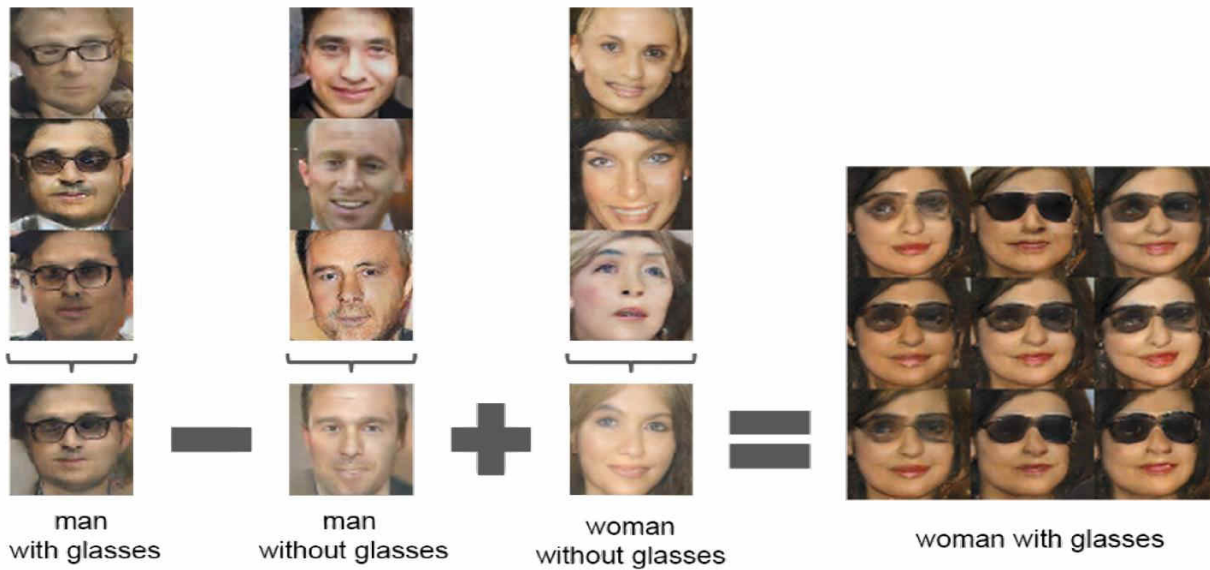 man
with glasses
man
without glasses
woman
without glasses
woman with glasses